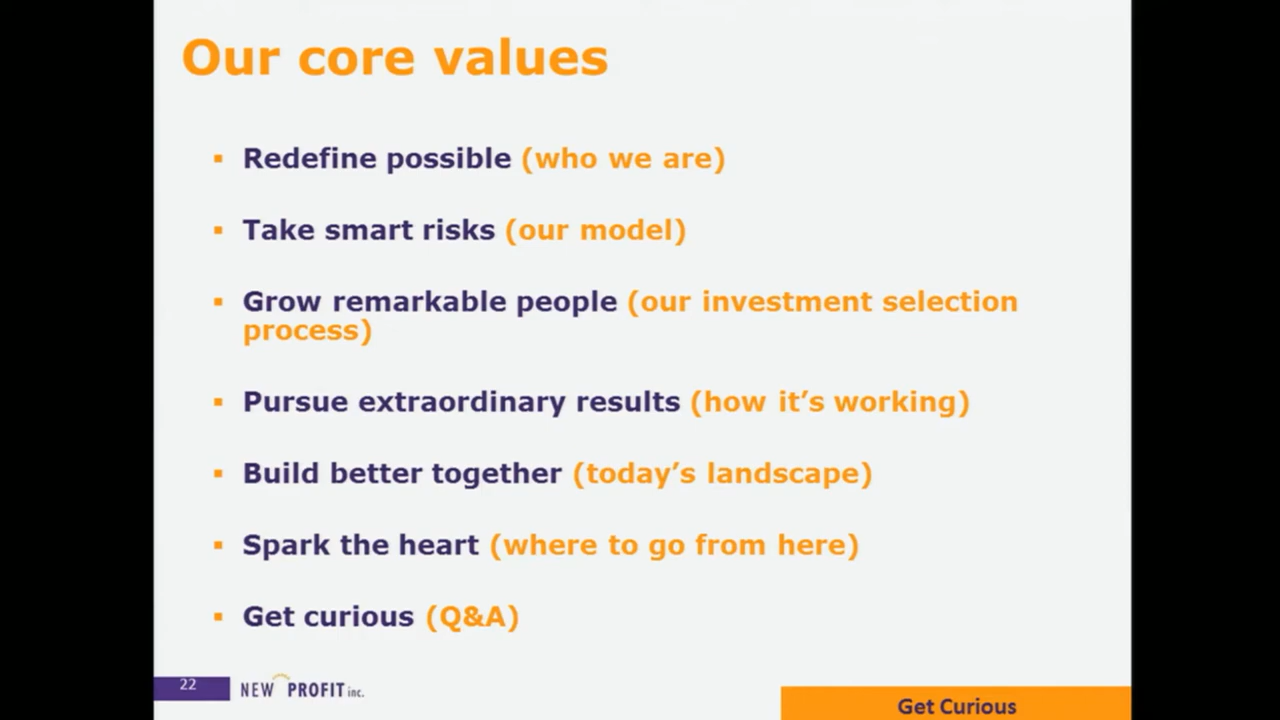 Our core values
▪ Redefine possible (who we are)
▪ Take smart risks (our model)
▪ Grow remarkable people (our investment selection
process)
▪ Pursue extraordinary results (how it’s working)
▪ Build better together (today’s landscape)
▪ Spark the heart (where to go from here)
▪ Get curious (Q&A)
22
NEW PROFIT inc.
Get Curious